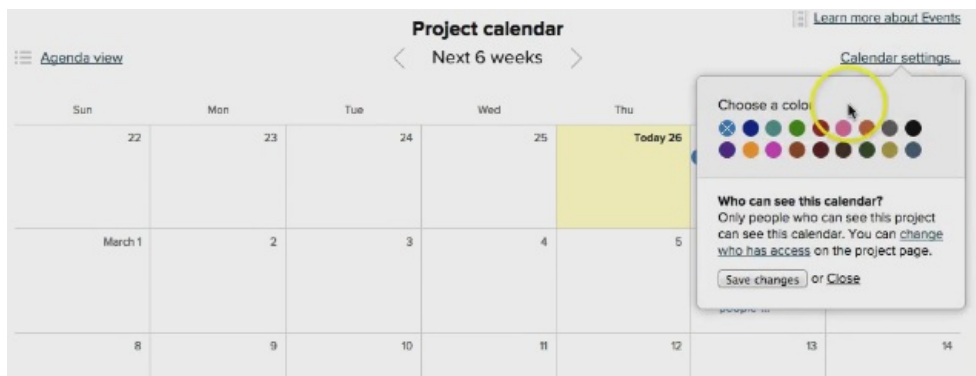 Learn more about Events
Project calendar
Agenda view
Next 6 weeks
Calendar settings...
Sun Mon Tue Wed Thu
Choose a color
22 23 24 25 Today 26
Who can see this calendar?
Only people who can see this project
can see this calendar. You can change
who has access on the project page.
March 1 2 3 4 5
Save changes or Close
8 9 10 11 12 13 14